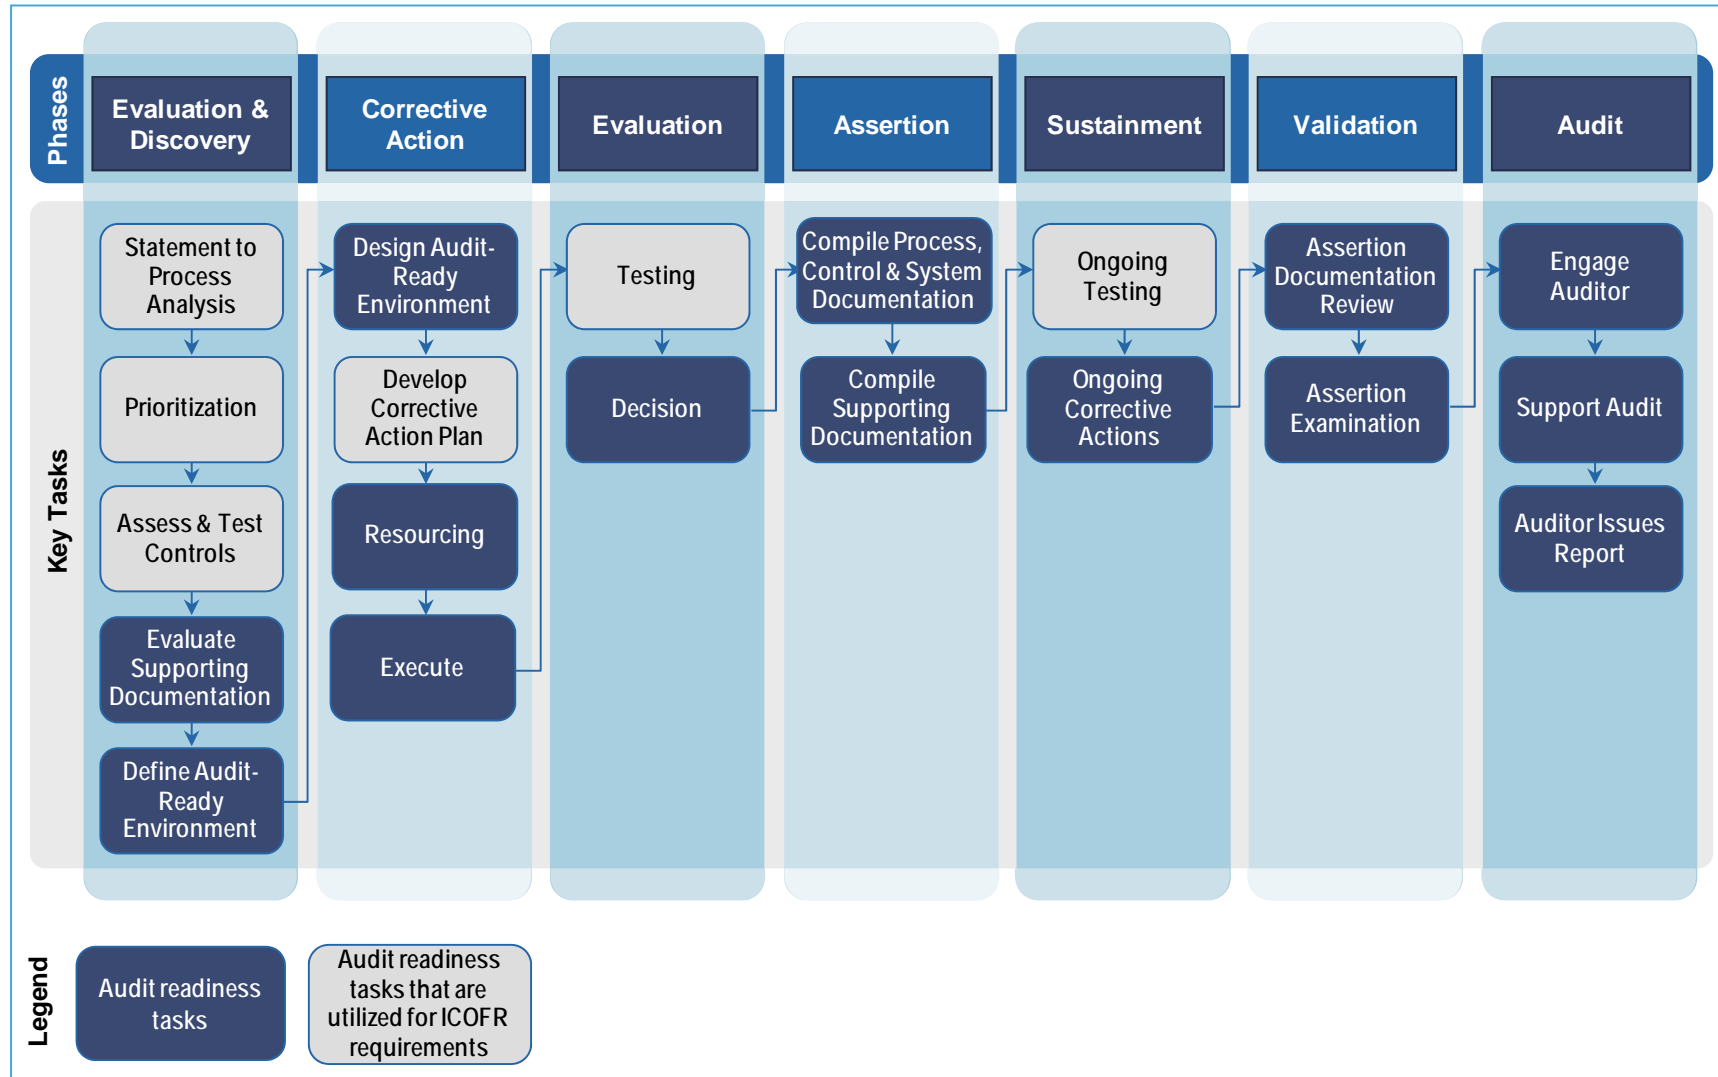 Phases
Evaluation &
Discovery
Corrective
Action
Evaluation
Assertion
Sustainment
Validation
Audit
Key Tasks
Statement to
Process
Analysis
Prioritization
Assess & Test
Controls
Evaluate
Supporting
Documentation
Define Audit-
Ready
Environment
Design Audit-
Ready
Environment
Develop
Corrective
Action Plan
Resourcing
Execute
Testing
Decision
Compile Process,
Control & System
Documentation
Compile
Supporting
Documentation
Ongoing
Testing
Ongoing
Corrective
Actions
Assertion
Documentation
Review
Assertion
Examination
Engage
Auditor
Support Audit
Auditor Issues
Report
Legend
Audit readiness
tasks
Audit readiness
tasks that are
utilized for ICOFR
requirements